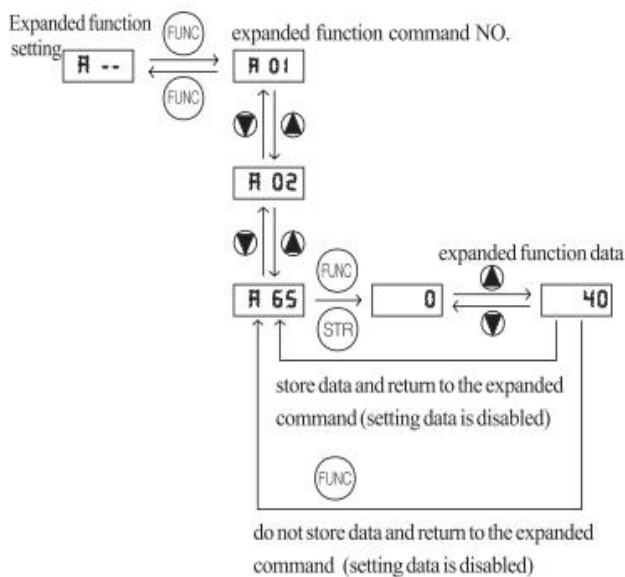 Expanded function
setting
FUNC
expanded function command NO.
A --
A 01
FUNC
A 02
FUNC
expanded function data
A 65
0
40
STR
store data and return to the expanded
command (setting data is disabled)
FUNC
do not store data and return to the expanded
command (setting data is disabled)